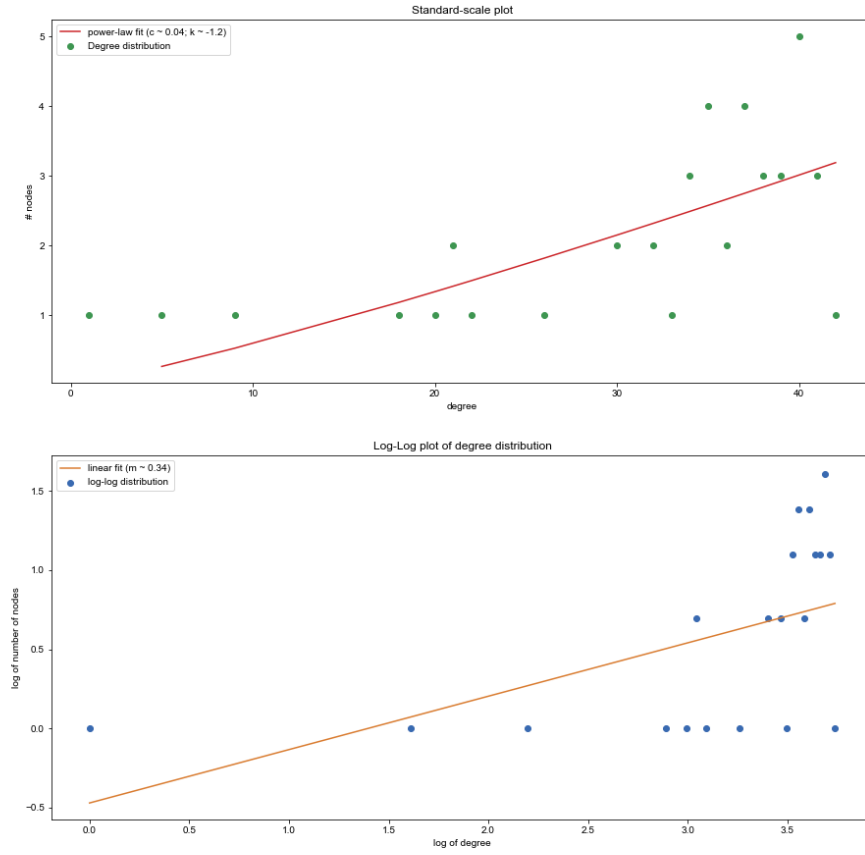 Standard-scale plot
power-law fit (c ~ 0.04; k ~ -1.2)
Degree distribution
5
4
3
2
1
# nodes
0
10
20
30
40
degree
Log-Log plot of degree distribution
linear fit (m ~ 0.34)
log-log distribution
1.5
1.0
0.5
0.0
−0.5
log of number of nodes
0.0
0.5
1.0
1.5
2.0
2.5
3.0
3.5
log of degree